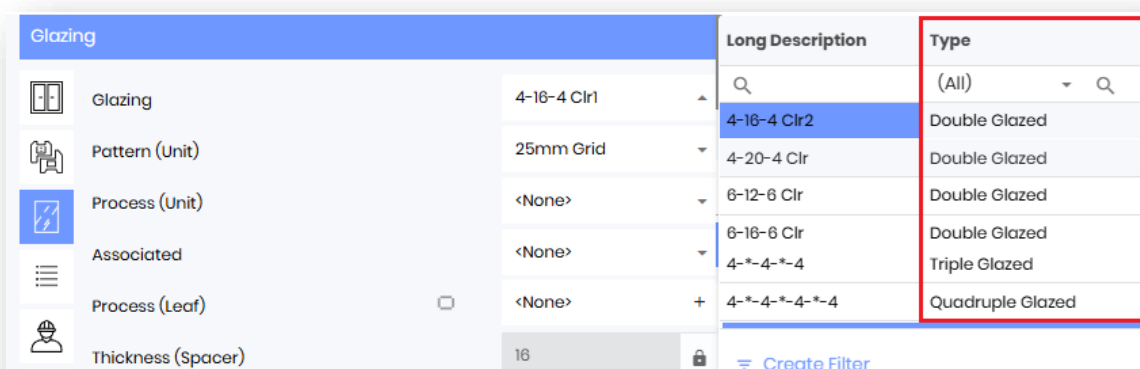 Glazing
Glazing 4-16-4 Clr1
Pattern (Unit) 25mm Grid
Process (Unit) <None>
Associated <None>
Process (Leaf) <None> +
Thickness (Spacer) 16
Long Description Type
(All)
4-16-4 Clr2 Double Glazed
4-20-4 Clr Double Glazed
6-12-6 Clr Double Glazed
6-16-6 Clr Double Glazed
4-*-4-*-4 Triple Glazed
4-*-4-*-4-*-4 Quadruple Glazed
Create Filter